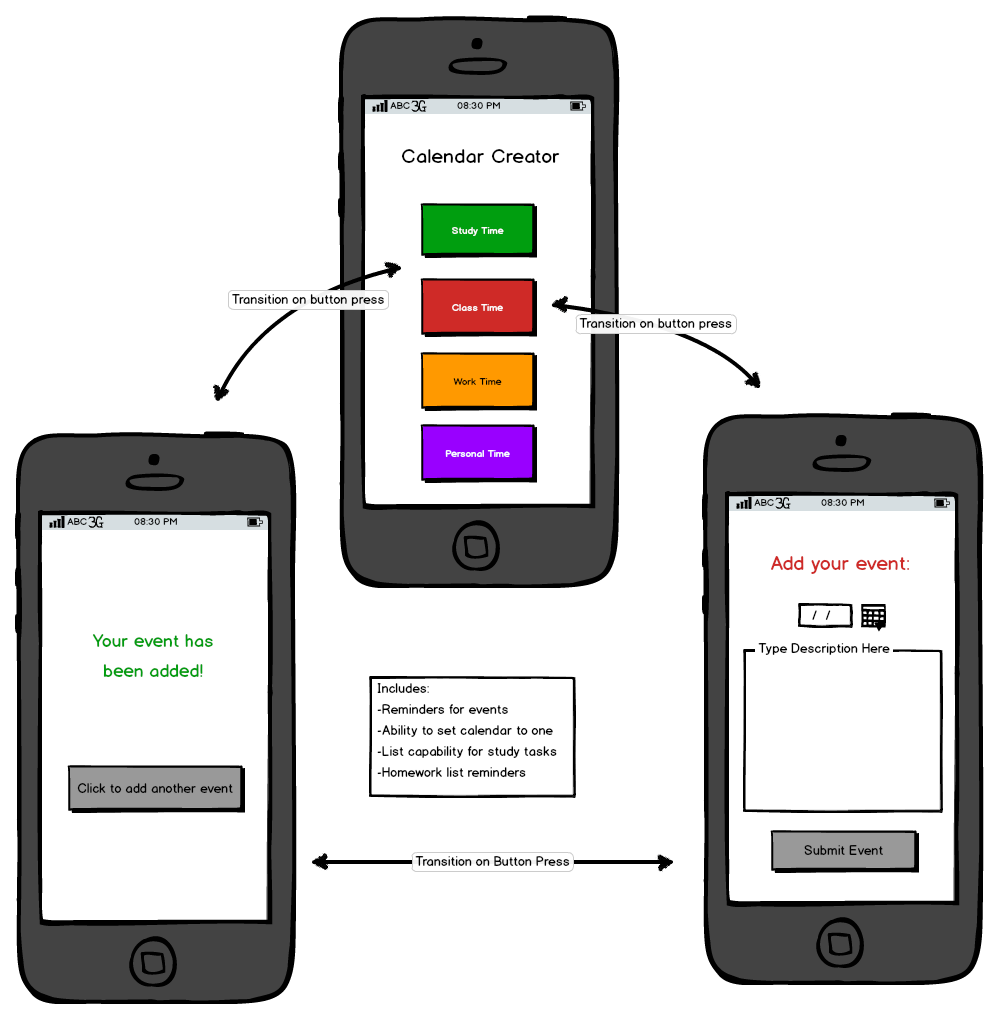 ABC 3G 08:30 PM
Calendar Creator
Study Time
Class Time
Work Time
Personal Time
Transition on button press
Transition on button press
ABC 3G 08:30 PM
Your event has
been added!
Click to add another event
Includes:
-Reminders for events
-Ability to set calendar to one
-List capability for study tasks
-Homework list reminders
Transition on Button Press
ABC 3G 08:30 PM
Add your event:
/ /
Type Description Here
Submit Event